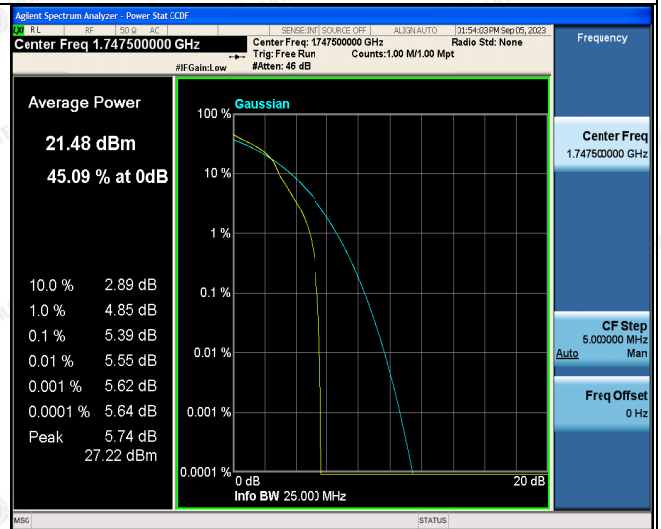 Agilent Spectrum Analyzer - Power Stat CCDF
LXI RL RF 50 Ω AC SENSE:INT SOURCE OFF ALIGN AUTO 01:54:03PM Sep 05, 2023
Center Freq 1.747500000 GHz
Center Freq: 1.747500000 GHz Radio Std: None
Trig: Free Run Counts:1.00 M/1.00 Mpt
#IFGain:Low #Atten: 46 dB
Frequency
Average Power
21.48 dBm
45.09 % at 0dB
10.0 % 2.89 dB
1.0 % 4.85 dB
0.1 % 5.39 dB
0.01 % 5.55 dB
0.001 % 5.62 dB
0.0001 % 5.64 dB
Peak 5.74 dB
27.22 dBm
Gaussian
100 %
10 %
1 %
0.1 %
0.01 %
0.001 %
0.0001 %
0 dB 20 dB
Info BW 25.000 MHz
Center Freq
1.747500000 GHz
CF Step
5.000000 MHz
Auto Man
Freq Offset
0 Hz
MSG STATUS